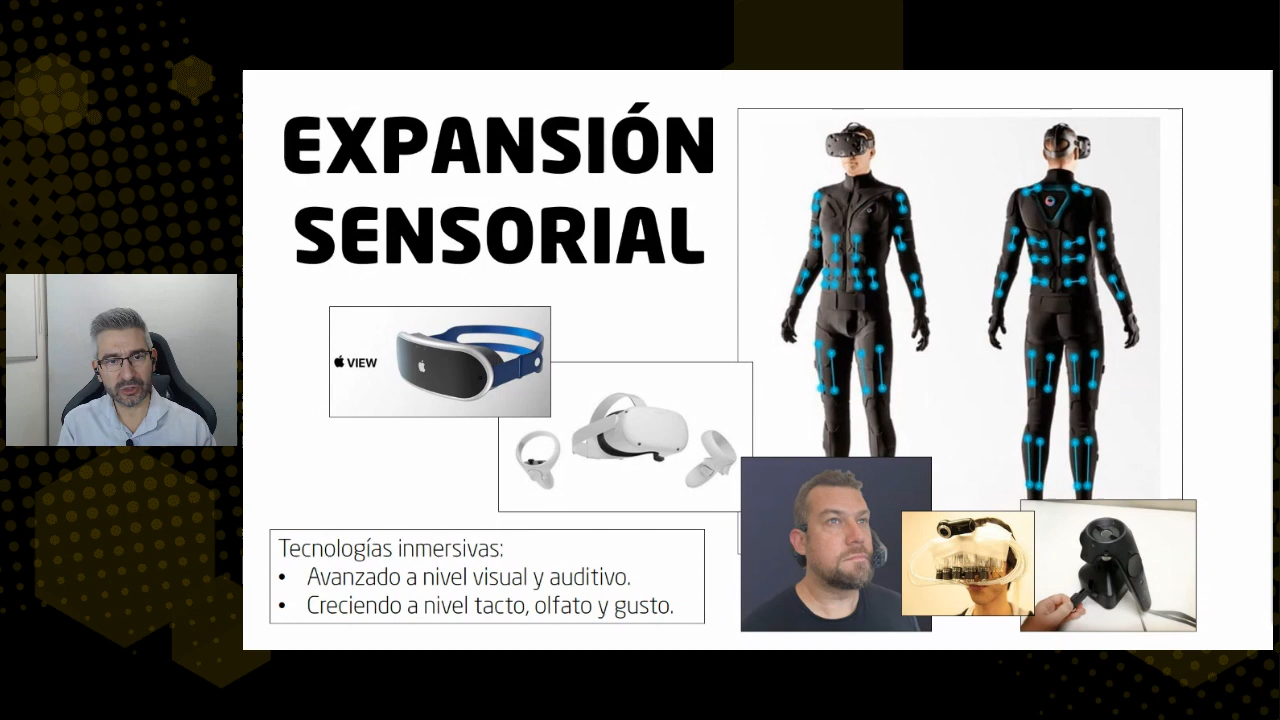 EXPANSIÓN
SENSORIAL
VIEW
Tecnologías inmersivas:
• Avanzado a nivel visual y auditivo.
• Creciendo a nivel tacto, olfato y gusto.